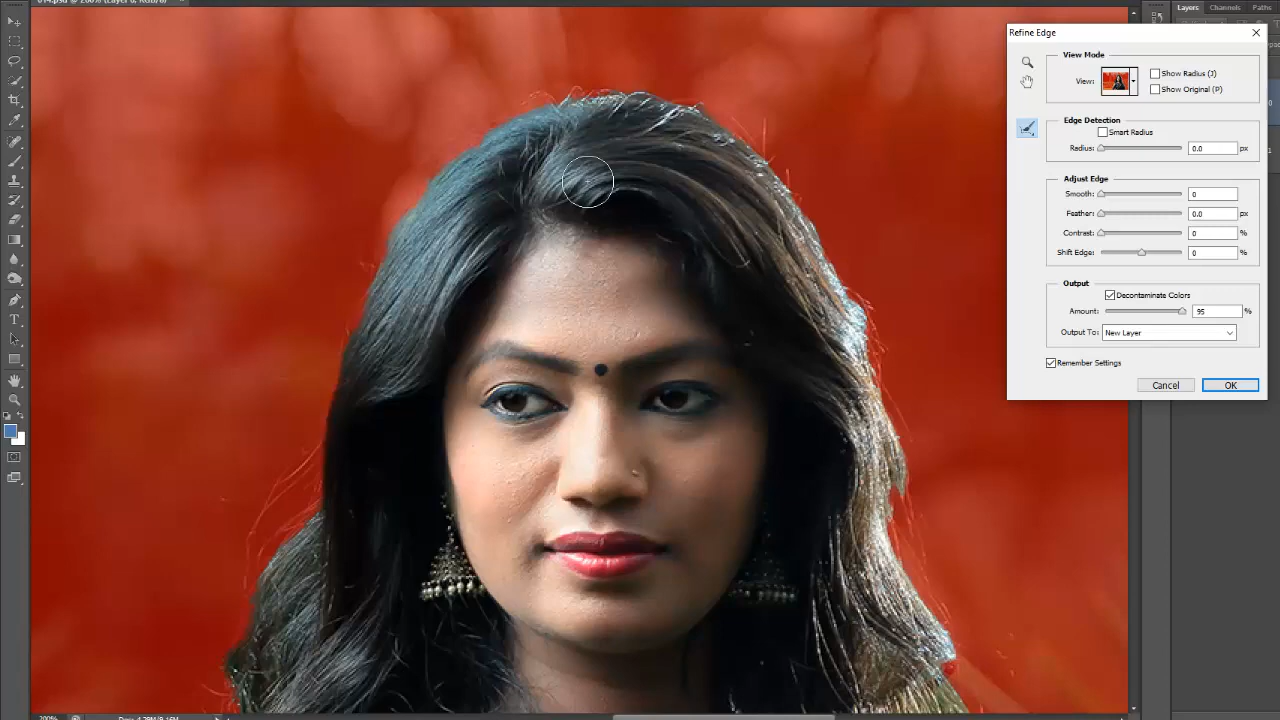 Layers Channels Paths
Refine Edge
View Mode
View:
Show Radius (J)
Show Original (P)
Edge Detection
Smart Radius
Radius: 0.0 px
Adjust Edge
Smooth: 0
Feather: 0.0 px
Contrast: 0 %
Shift Edge: 0 %
Output
Decontaminate Colors
Amount: 95 %
Output To: New Layer
Remember Settings
Cancel OK
200%